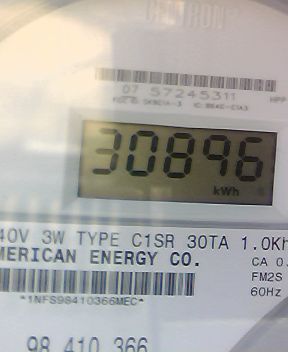 CENTRON
07 57245311
30896
kWh
40V 3W TYPE C1SR 30TA 1.0Kh
MERICAN ENERGY CO.
CA 0.
FM2S
60Hz
*1NFS98410366MEC*
98 410 366